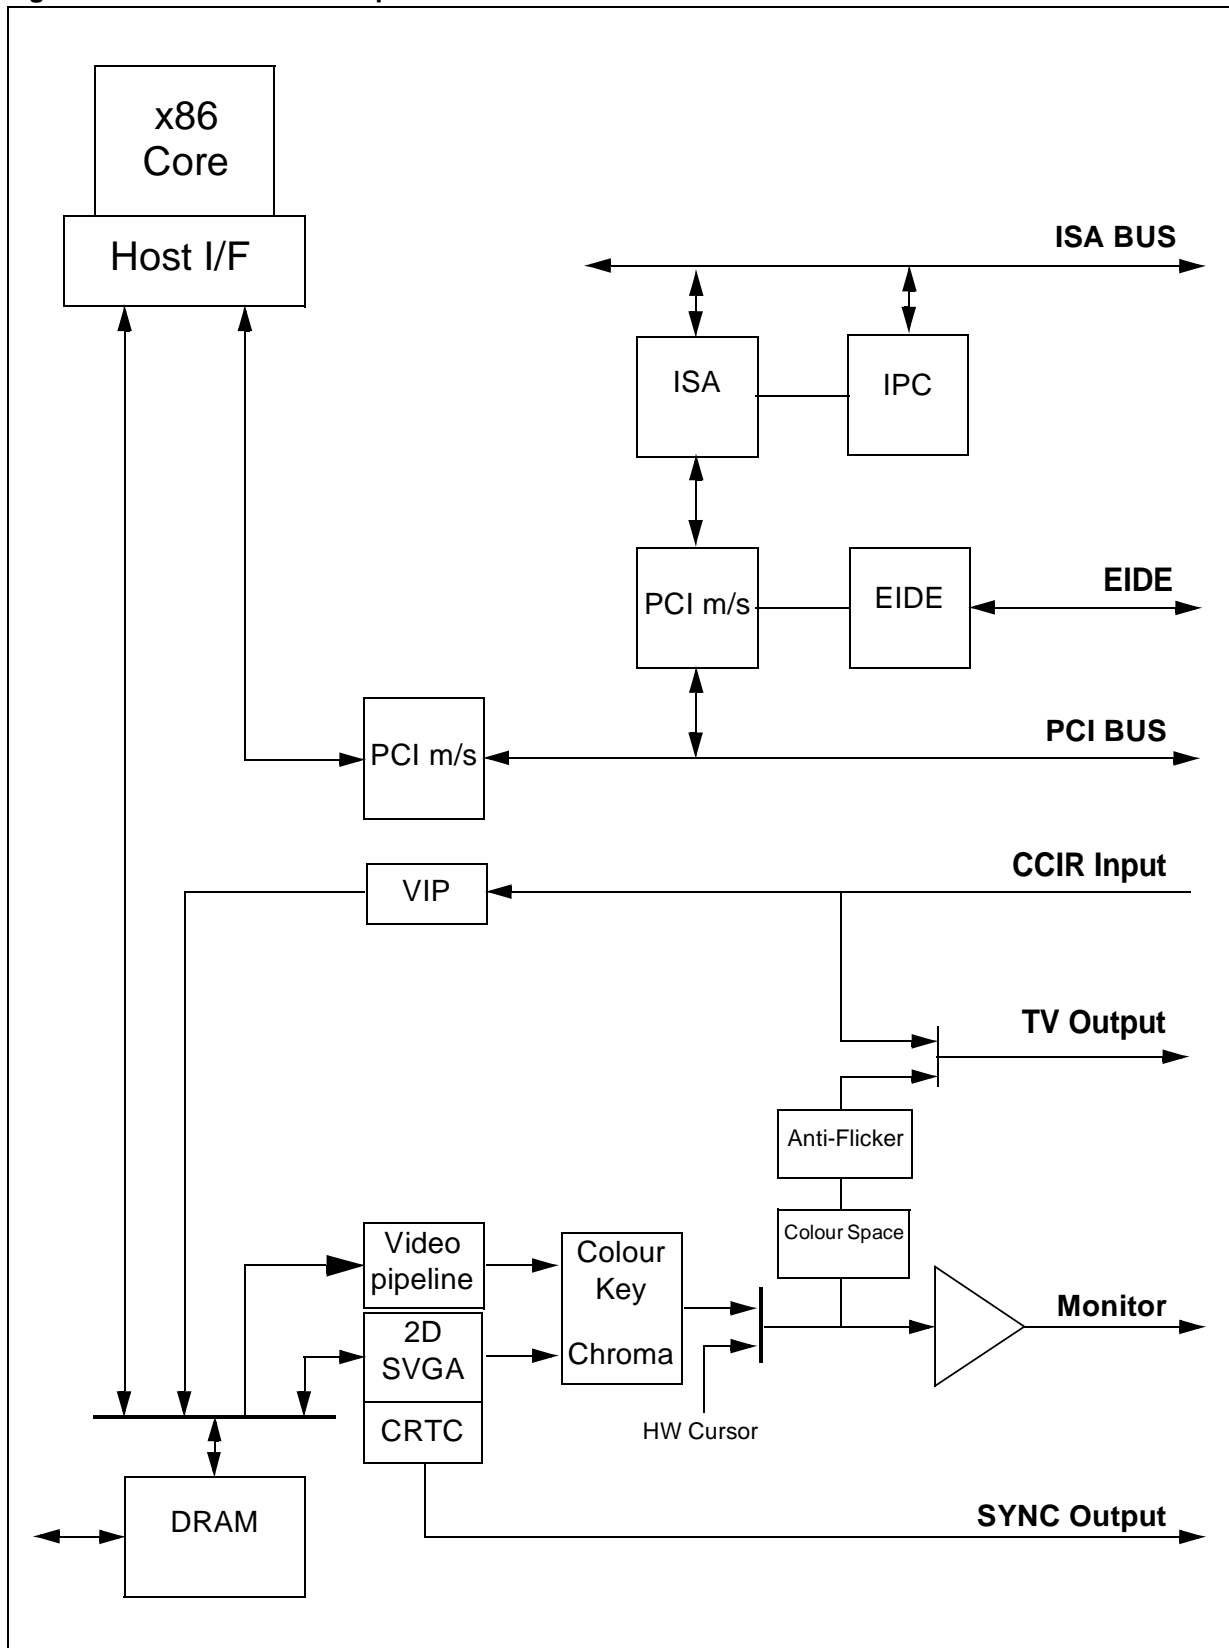 x86
Core
Host I/F
ISA BUS
ISA
IPC
PCI m/s
EIDE
EIDE
PCI m/s
PCI BUS
VIP
CCIR Input
TV Output
Anti-Flicker
Colour Space
Video
pipeline
Colour
Key
Chroma
2D
SVGA
CRTC
Monitor
HW Cursor
DRAM
SYNC Output